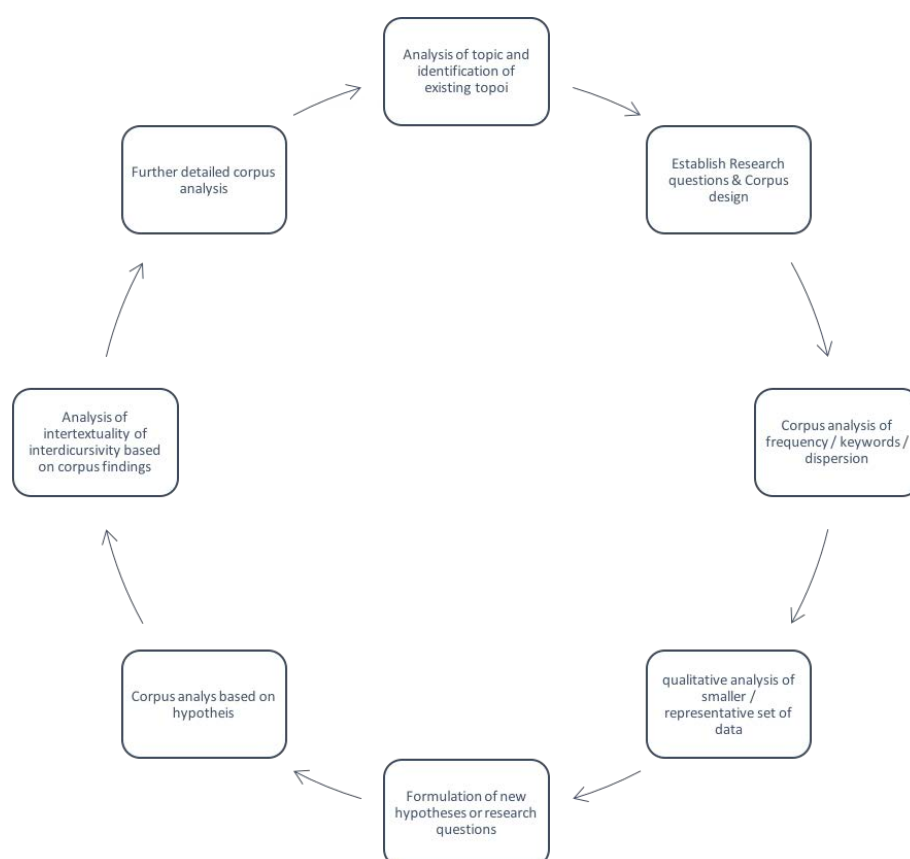 Analysis of topic and
identification of
existing topoi
Establish Research
questions & Corpus
design
Corpus analysis of
frequency / keywords /
dispersion
qualitative analysis of
smaller /
representative set of
data
Formulation of new
hypotheses or research
questions
Corpus analys based on
hypotheis
Analysis of
intertextuality of
interdicursivity based
on corpus findings
Further detailed corpus
analysis